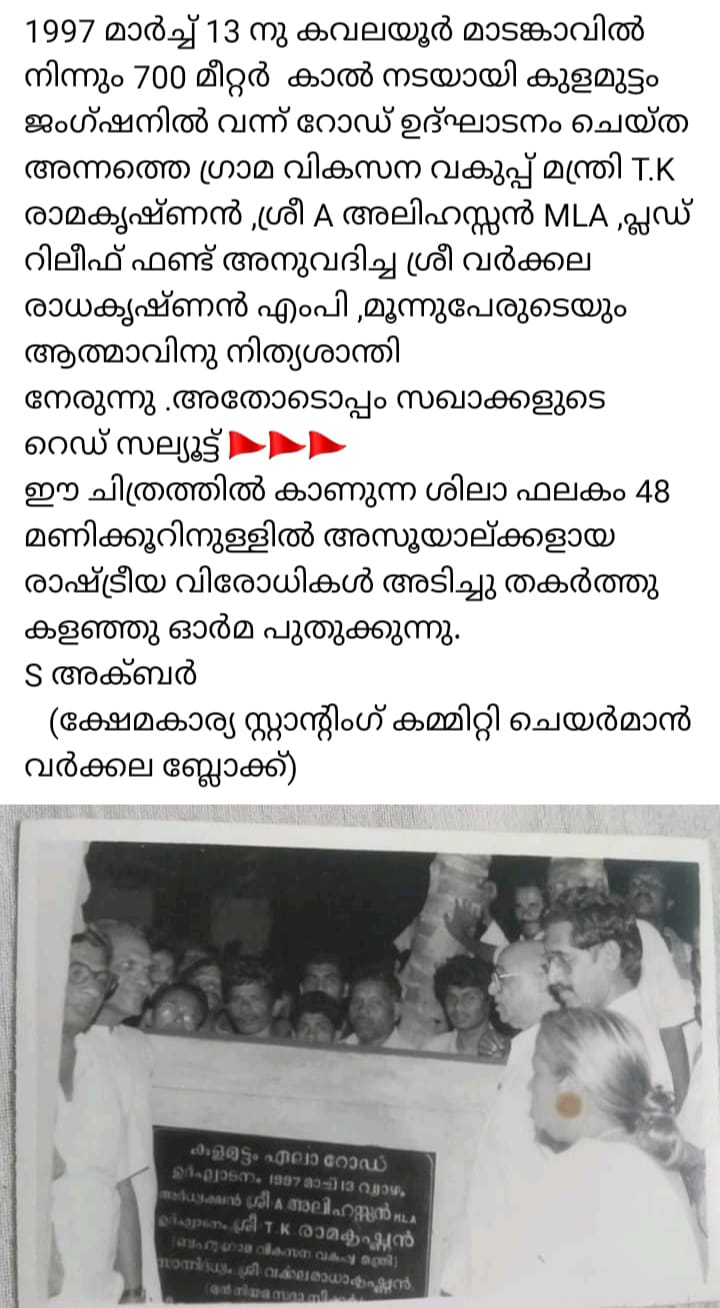 1997 മാർച്ച് 13 നു കവലയൂർ മാടങ്കാവിൽ
നിന്നും 700 മീറ്റർ കാൽ നടയായി കുളമുട്ടം
ജംഗ്ഷനിൽ വന്ന് റോഡ് ഉദ്ഘാടനം ചെയ്ത
അന്നത്തെ ഗ്രാമ വികസന വകുപ്പ് മന്ത്രി T.K
രാമകൃഷ്ണൻ ,ശ്രീ A അലിഹസ്സൻ MLA ,പ്ലഡ്
റിലീഫ് ഫണ്ട് അനുവദിച്ച ശ്രീ വർക്കല
രാധകൃഷ്ണൻ എംപി ,മൂന്നുപേരുടെയും
ആത്മാവിനു നിത്യശാന്തി
നേരുന്നു .അതോടൊപ്പം സഖാക്കളുടെ
റെഡ് സല്യൂട്ട് 🚩🚩🚩
ഈ ചിത്രത്തിൽ കാണുന്ന ശിലാ ഫലകം 48
മണിക്കൂറിനുള്ളിൽ അസൂയാല്ക്കളായ
രാഷ്ട്രീയ വിരോധികൾ അടിച്ചു തകർത്തു
കളഞ്ഞു ഓർമ പുതുക്കുന്നു.
S അക്ബർ
(ക്ഷേമകാര്യ സ്റ്റാന്റിംഗ് കമ്മിറ്റി ചെയർമാൻ
വർക്കല ബ്ലോക്ക്)
കുളമുട്ടം ഏലാ റോഡ്
ഉദ്ഘാടനം 1997 മാർച്ച് 13 വ്യാഴം
അദ്ധ്യക്ഷൻ ശ്രീ A അലിഹസ്സൻ MLA
ഉദ്ഘാടനം ശ്രീ T.K. രാമകൃഷ്ണൻ
(ബഹു ഗ്രാമ വികസന വകുപ്പ് മന്ത്രി)
സാന്നിദ്ധ്യം ശ്രീ വർക്കല രാധാകൃഷ്ണൻ